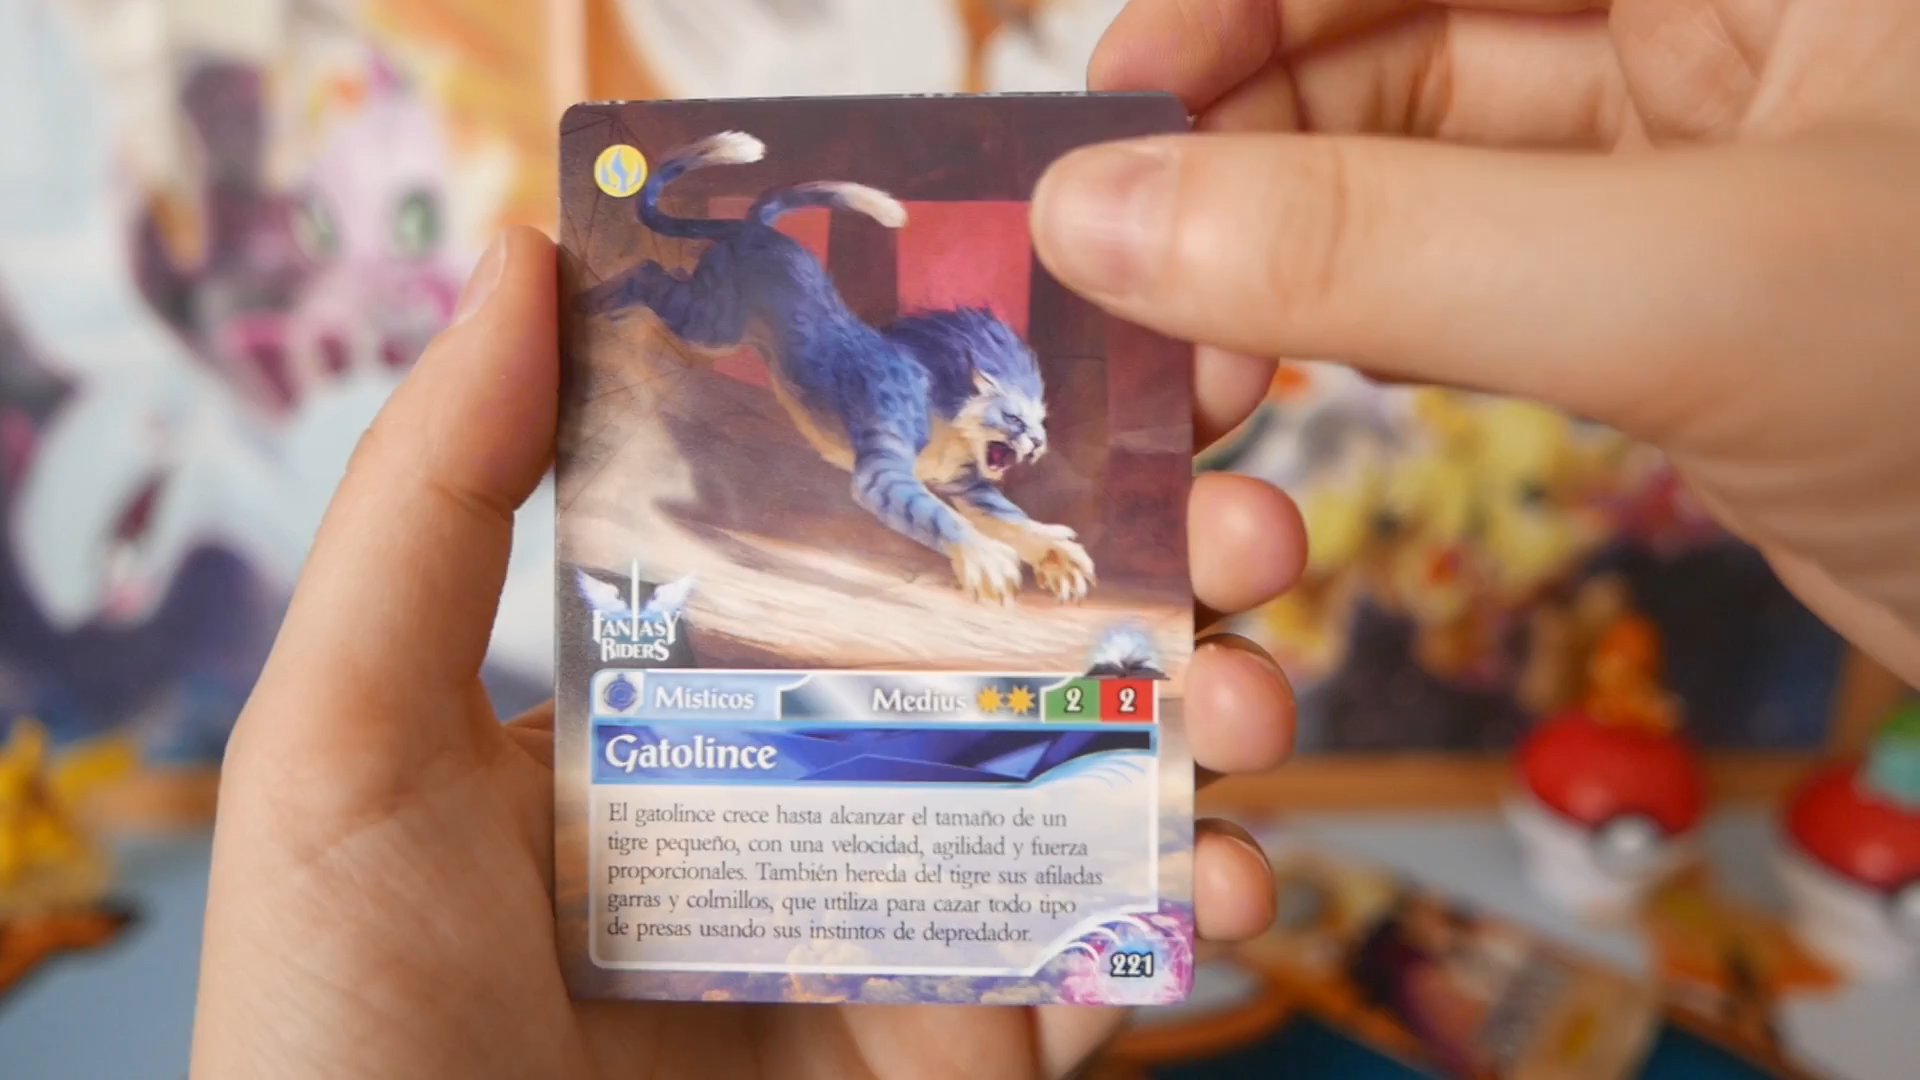 FANTASY
RIDERS
Místicos
Medius
2 2
Gatolince
El gatolince crece hasta alcanzar el tamaño de un
tigre pequeño, con una velocidad, agilidad y fuerza
proporcionales. También hereda del tigre sus afiladas
garras y colmillos, que utiliza para cazar todo tipo
de presas usando sus instintos de depredador.
221